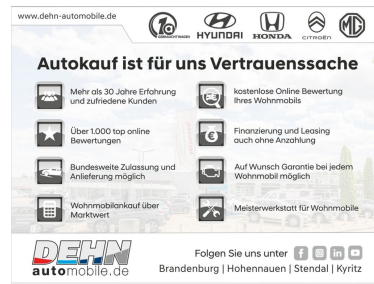 www.dehn-automobile.de
1a
GEBRAUCHTWAGEN
HYUNDAI
HONDA
CITROËN
MG
Autokauf ist für uns Vertrauenssache
Mehr als 30 Jahre Erfahrung
und zufriedene Kunden
kostenlose Online Bewertung
Ihres Wohnmobils
Über 1.000 top online
Bewertungen
Finanzierung und Leasing
auch ohne Anzahlung
Bundesweite Zulassung und
Anlieferung möglich
Auf Wunsch Garantie bei jedem
Wohnmobil möglich
Wohnmobilankauf über
Marktwert
Meisterwerkstatt für Wohnmobile
DEHN
automobile.de
Folgen Sie uns unter
Brandenburg | Hohennauen | Stendal | Kyritz